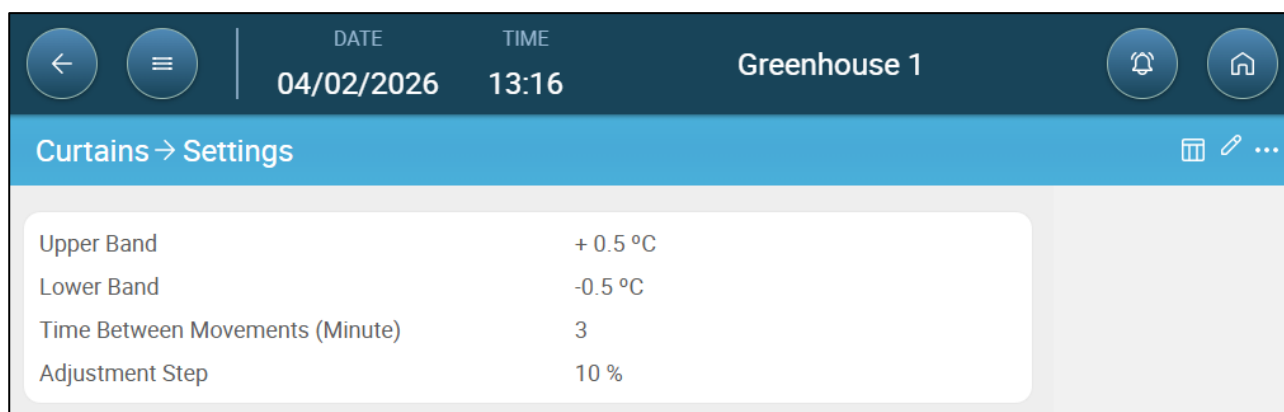 DATE TIME
04/02/2026 13:16 Greenhouse 1
Curtains → Settings
Upper Band + 0.5 ºC
Lower Band -0.5 ºC
Time Between Movements (Minute) 3
Adjustment Step 10 %